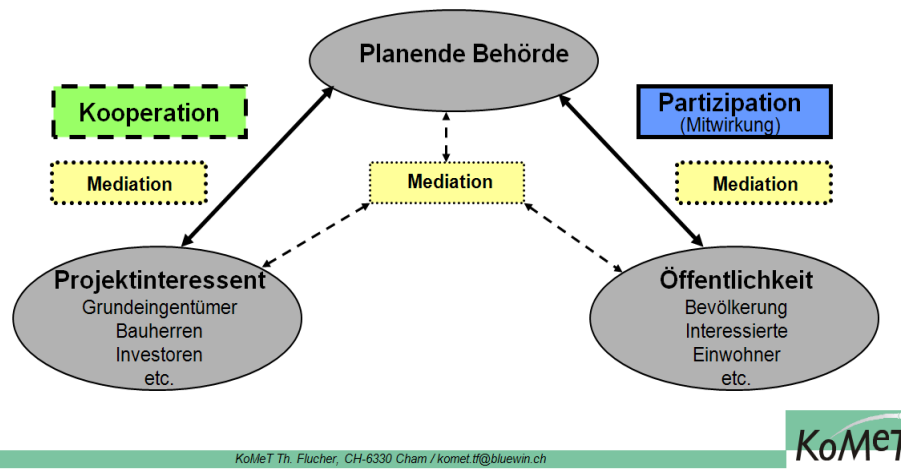 Planende Behörde
Kooperation
Partizipation
(Mitwirkung)
Mediation
Mediation
Mediation
Projektinteressent
Grundeingentümer
Bauherren
Investoren
etc.
Öffentlichkeit
Bevölkerung
Interessierte
Einwohner
etc.
KoMeT Th. Flucher, CH-6330 Cham / komet.tf@bluewin.ch
KoMeT